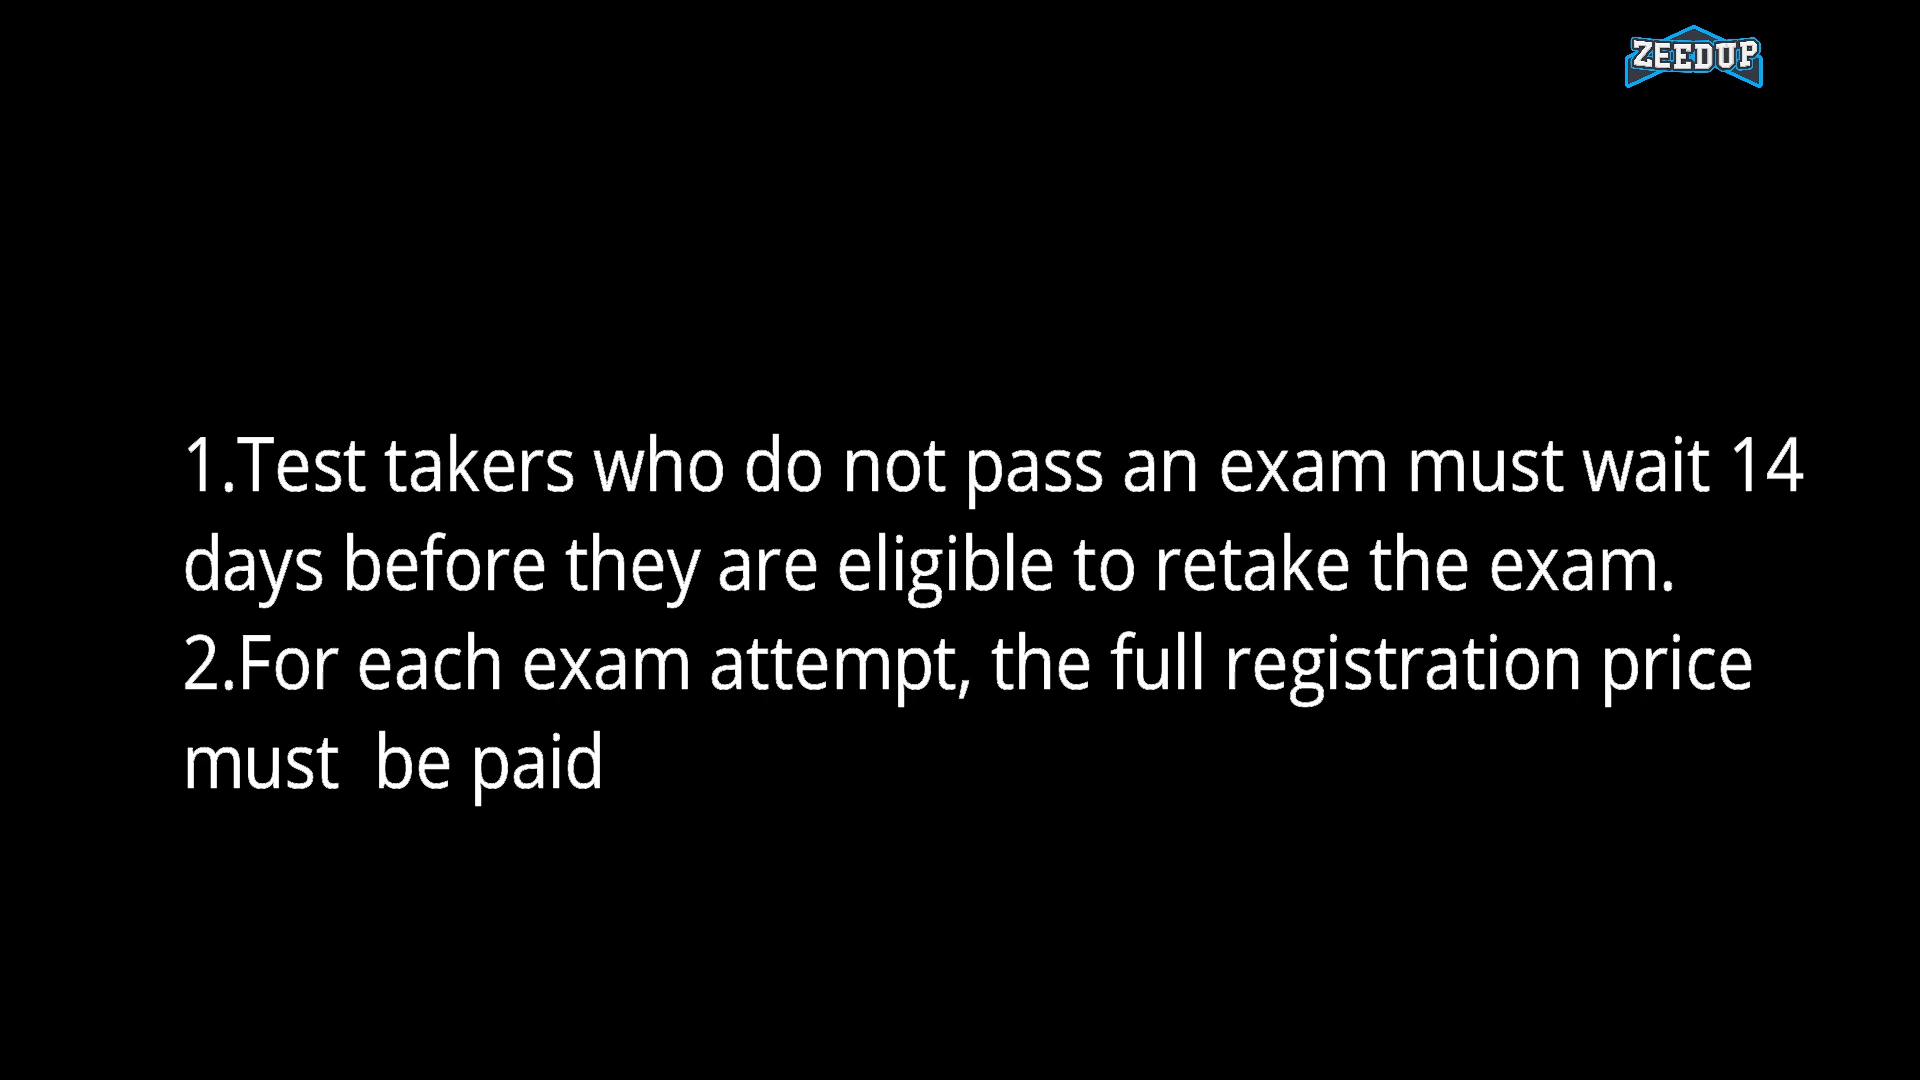 ZEEDUP
1.Test takers who do not pass an exam must wait 14
days before they are eligible to retake the exam.
2.For each exam attempt, the full registration price
must  be paid